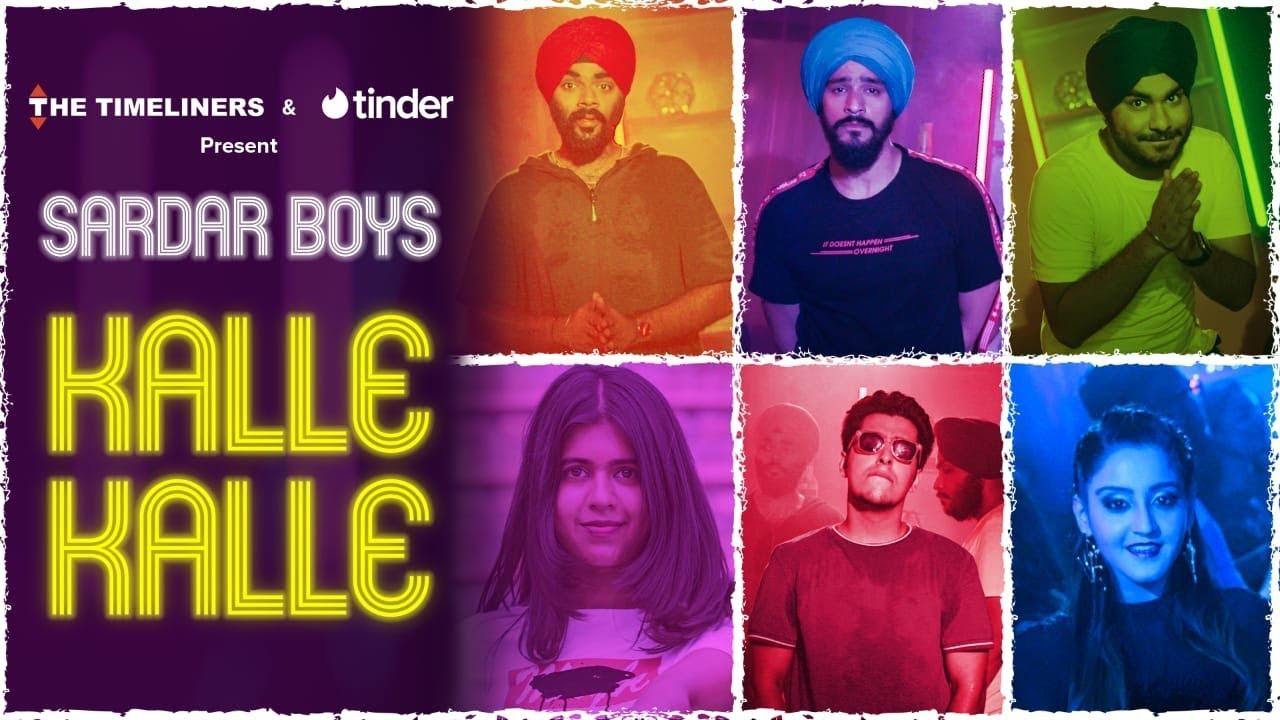 THE TIMELINERS & tinder
Present
SARDAR BOYS
KALLE
KALLE
IT DOESNT HAPPEN
OVERNIGHT